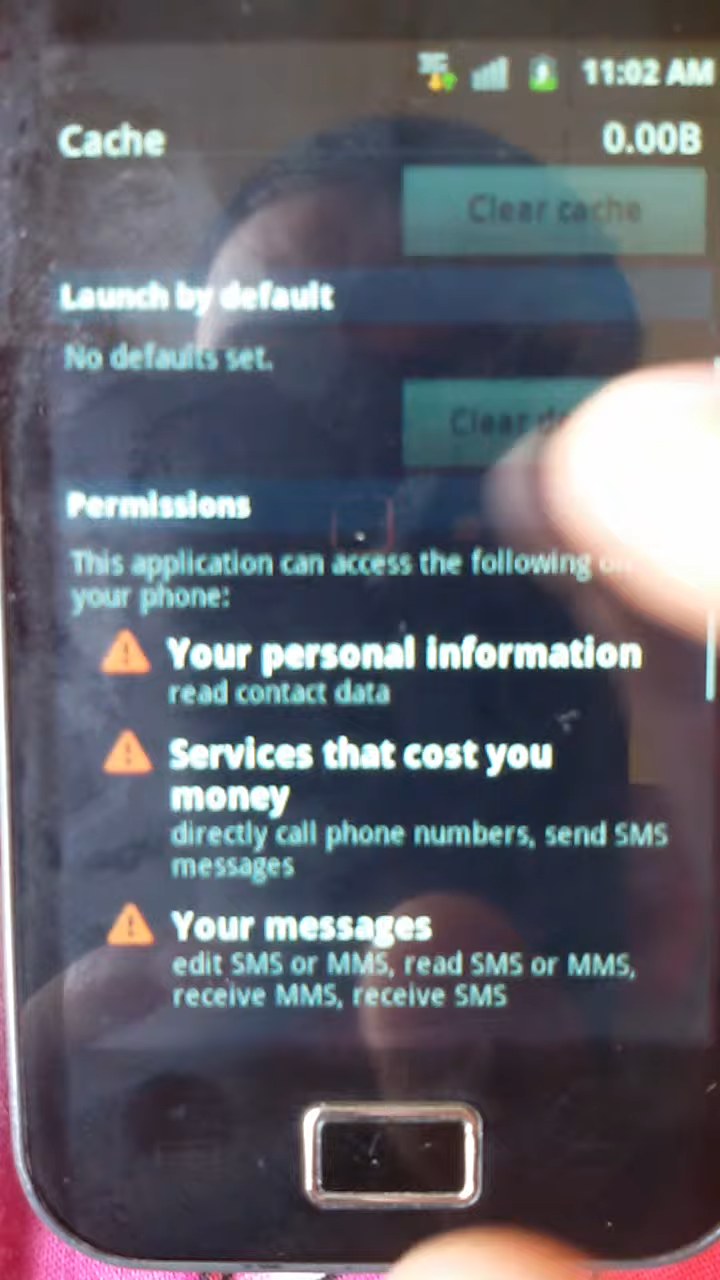 3G 11:02 AM
Cache 0.00B
Clear cache
Launch by default
No defaults set.
Clear
Permissions
This application can access the following
your phone:
Your personal information
read contact data
Services that cost you
money
directly call phone numbers, send SMS
messages
Your messages
edit SMS or MMS, read SMS or MMS,
receive MMS, receive SMS